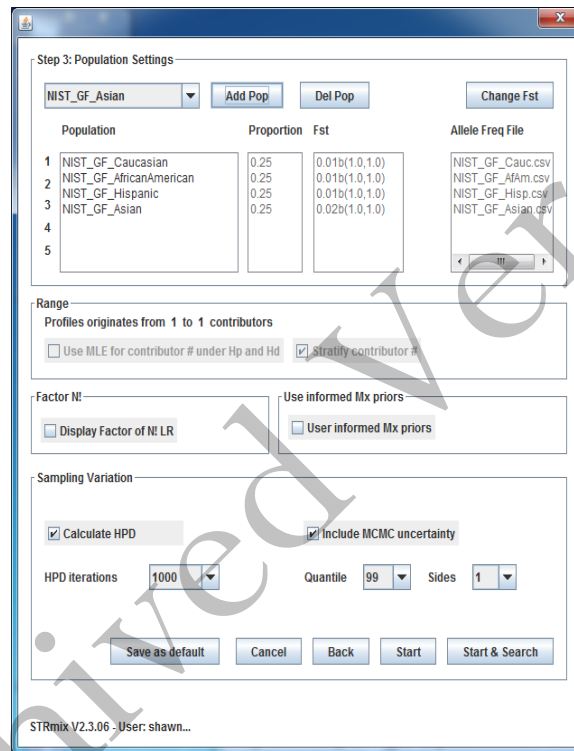 Step 3: Population Settings
NIST_GF_Asian Add Pop Del Pop Change Fst
Population Proportion Fst Allele Freq File
1 NIST_GF_Caucasian 0.25 0.01b(1.0,1.0) NIST_GF_Cauc.csv
2 NIST_GF_AfricanAmerican 0.25 0.01b(1.0,1.0) NIST_GF_AfAm.csv
3 NIST_GF_Hispanic 0.25 0.01b(1.0,1.0) NIST_GF_Hisp.csv
4 NIST_GF_Asian 0.25 0.02b(1.0,1.0) NIST_GF_Asian.csv
5
Range
Profiles originates from 1 to 1 contributors
Use MLE for contributor # under Hp and Hd Stratify contributor #
Factor N! Use informed Mx priors
Display Factor of N! LR User informed Mx priors
Sampling Variation
Calculate HPD Include MCMC uncertainty
HPD iterations 1000 Quantile 99 Sides 1
Save as default Cancel Back Start Start & Search
STRmix V2.3.06 - User: shawn...
hived Ver